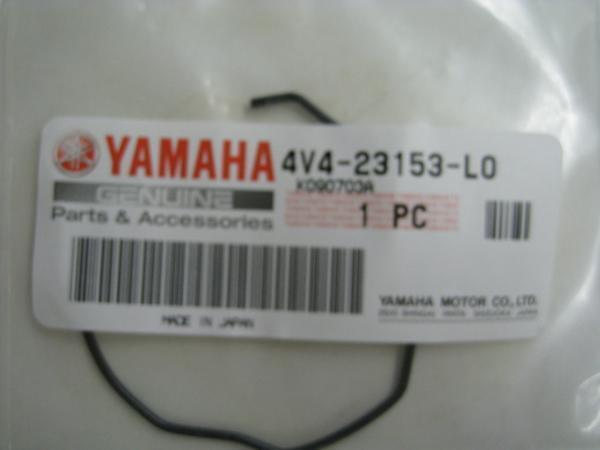 YAMAHA 4V4-23153-L0
GENUINE K090703A
Parts & Accessories 1 PC
YAMAHA MOTOR CO., LTD.
MADE IN JAPAN